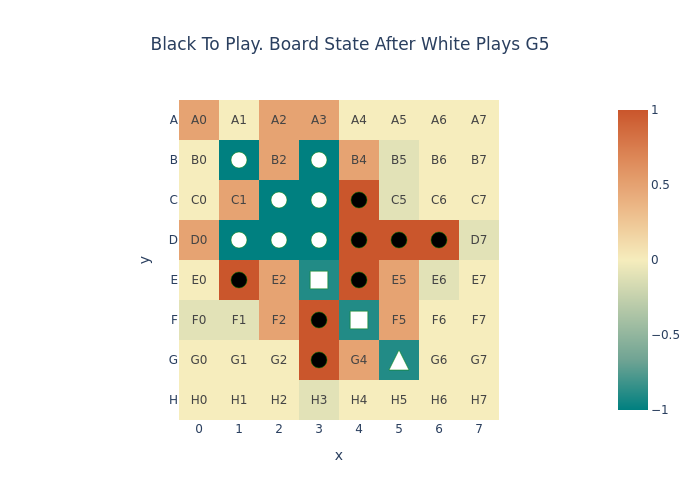 Black To Play. Board State After White Plays G5
A A0 A1 A2 A3 A4 A5 A6 A7
B B0 B2 B4 B5 B6 B7
C C0 C1 C5 C6 C7
D D0 D7
E E0 E2 E5 E6 E7
F F0 F1 F2 F5 F6 F7
G G0 G1 G2 G4 G6 G7
H H0 H1 H2 H3 H4 H5 H6 H7
0 1 2 3 4 5 6 7
x
y
1
0.5
0
−0.5
−1